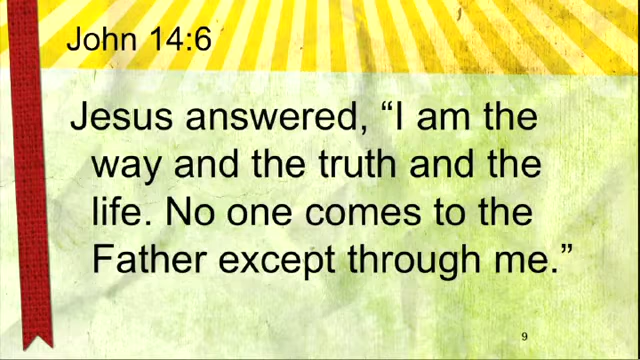 John 14:6
Jesus answered, “I am the
way and the truth and the
life. No one comes to the
Father except through me.”
9